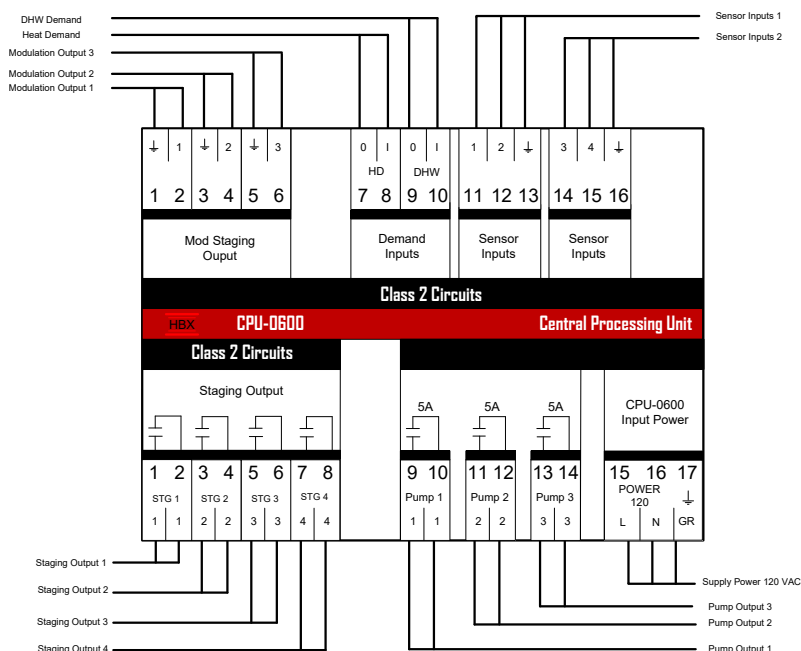 DHW Demand
Heat Demand
Modulation Output 3
Modulation Output 2
Modulation Output 1
Sensor Inputs 1
Sensor Inputs 2
1 2 3 0 I 0 I 1 2 3 4
HD DHW
1 2 3 4 5 6 7 8 9 10 11 12 13 14 15 16
Mod Staging
Ouput
Demand
Inputs
Sensor
Inputs
Sensor
Inputs
Class 2 Circuits
HBX CPU-0600 Central Processing Unit
Class 2 Circuits
Staging Output
5A 5A 5A
CPU-0600
Input Power
1 2 3 4 5 6 7 8 9 10 11 12 13 14 15 16 17
STG 1 STG 2 STG 3 STG 4 Pump 1 Pump 2 Pump 3
POWER
120
1 1 2 2 3 3 4 4 1 1 2 2 3 3 L N GR
Staging Output 1
Staging Output 2
Staging Output 3
Staging Output 4
Supply Power 120 VAC
Pump Output 3
Pump Output 2
Pump Output 1